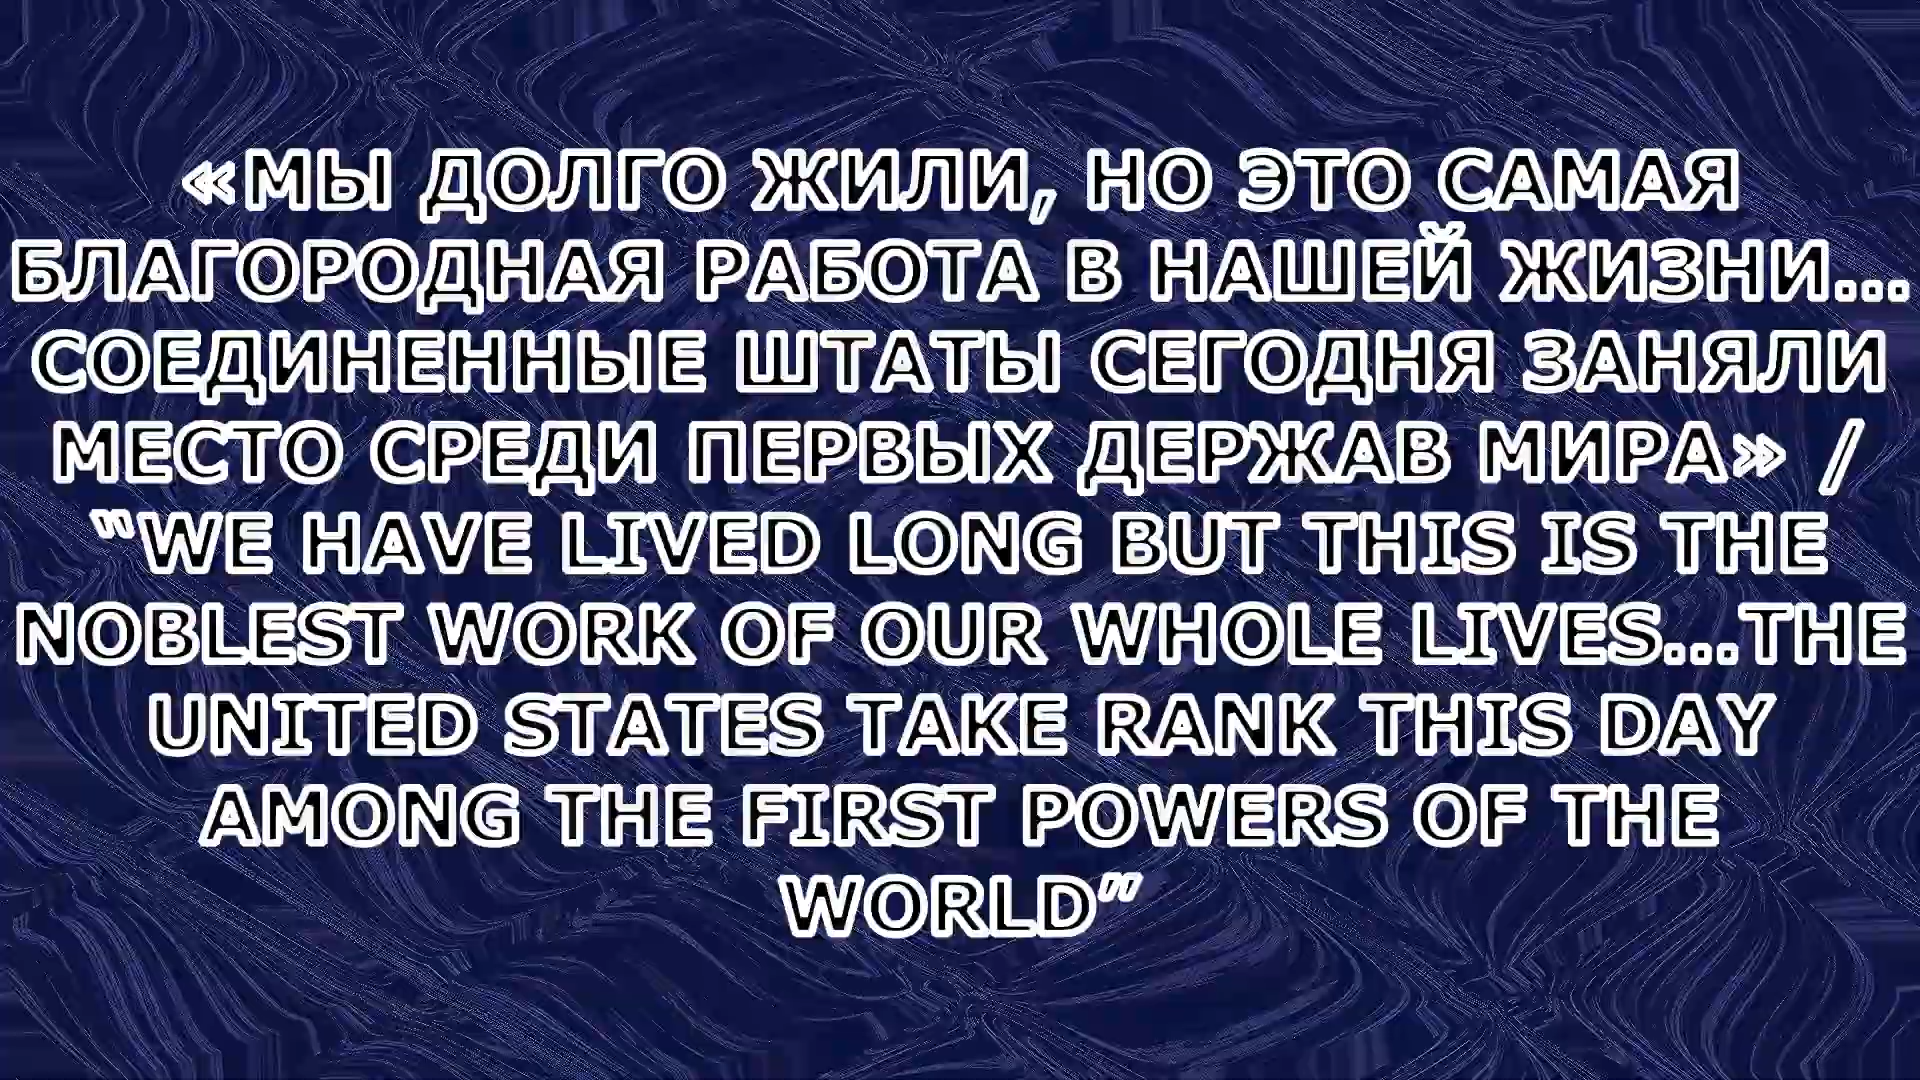 «МЫ ДОЛГО ЖИЛИ, НО ЭТО САМАЯ
БЛАГОРОДНАЯ РАБОТА В НАШЕЙ ЖИЗНИ...
СОЕДИНЕННЫЕ ШТАТЫ СЕГОДНЯ ЗАНЯЛИ
МЕСТО СРЕДИ ПЕРВЫХ ДЕРЖАВ МИРА» /
“WE HAVE LIVED LONG BUT THIS IS THE
NOBLEST WORK OF OUR WHOLE LIVES...THE
UNITED STATES TAKE RANK THIS DAY
AMONG THE FIRST POWERS OF THE
WORLD”